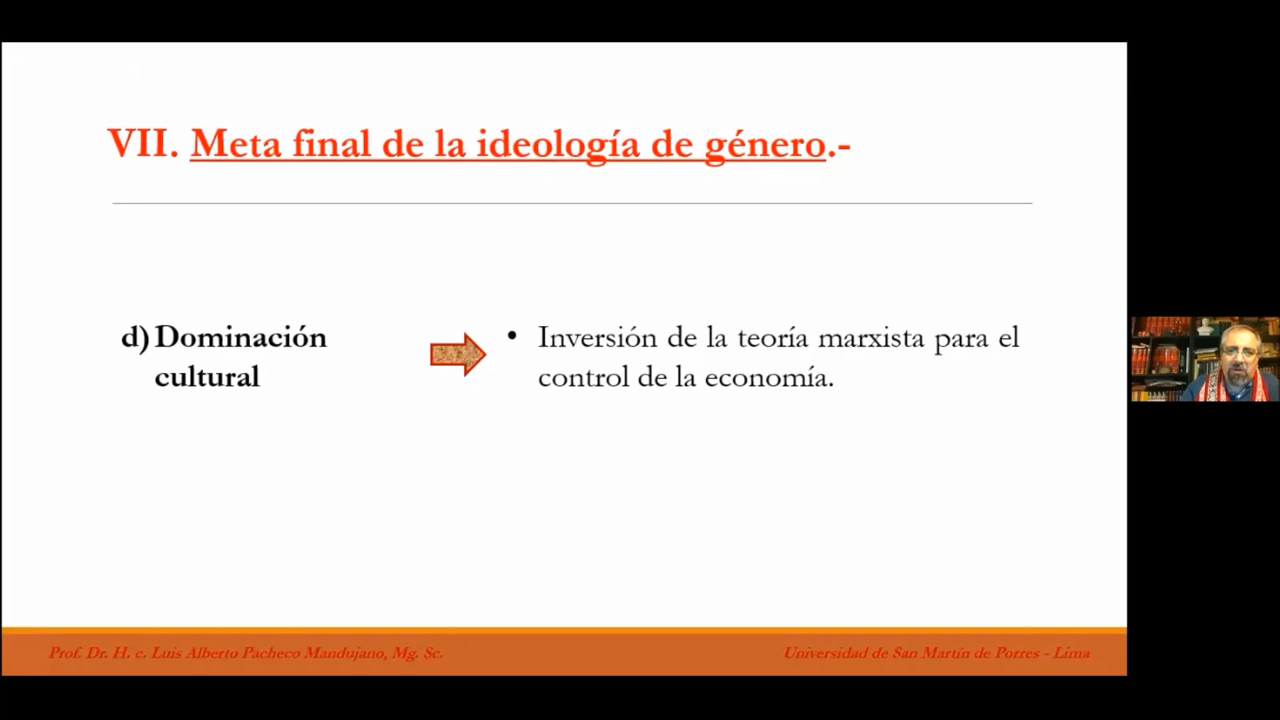 VII. Meta final de la ideología de género.-
d) Dominación
cultural
• Inversión de la teoría marxista para el
control de la economía.
Prof. Dr. H. c. Luis Alberto Pacheco Mandujano, Mg. Sc.
Universidad de San Martín de Porres - Lima